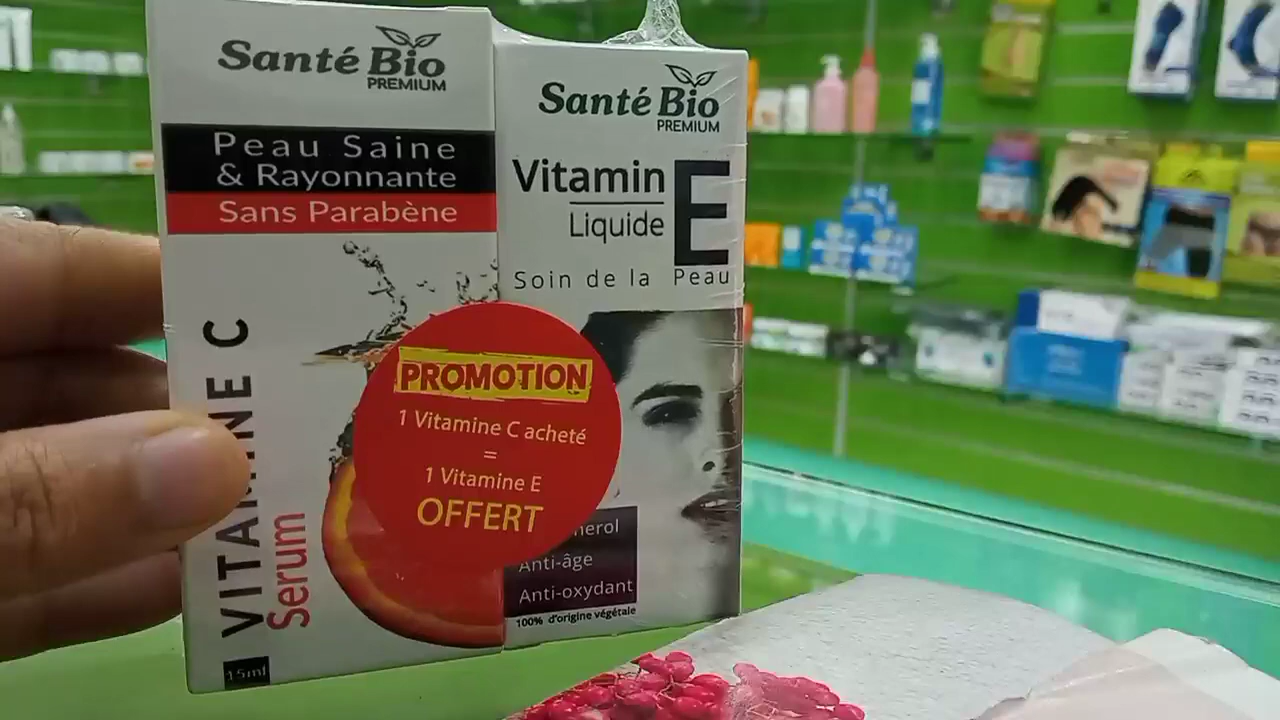 Santé Bio
PREMIUM
Peau Saine
& Rayonnante
Sans Parabène
VITAMINE C
Serum
15ml
Santé Bio
PREMIUM
Vitamin E
Liquide
Soin de la Peau
PROMOTION
1 Vitamine C acheté
=
1 Vitamine E
OFFERT
Anti-âge
Anti-oxydant
100% d'origine végétale